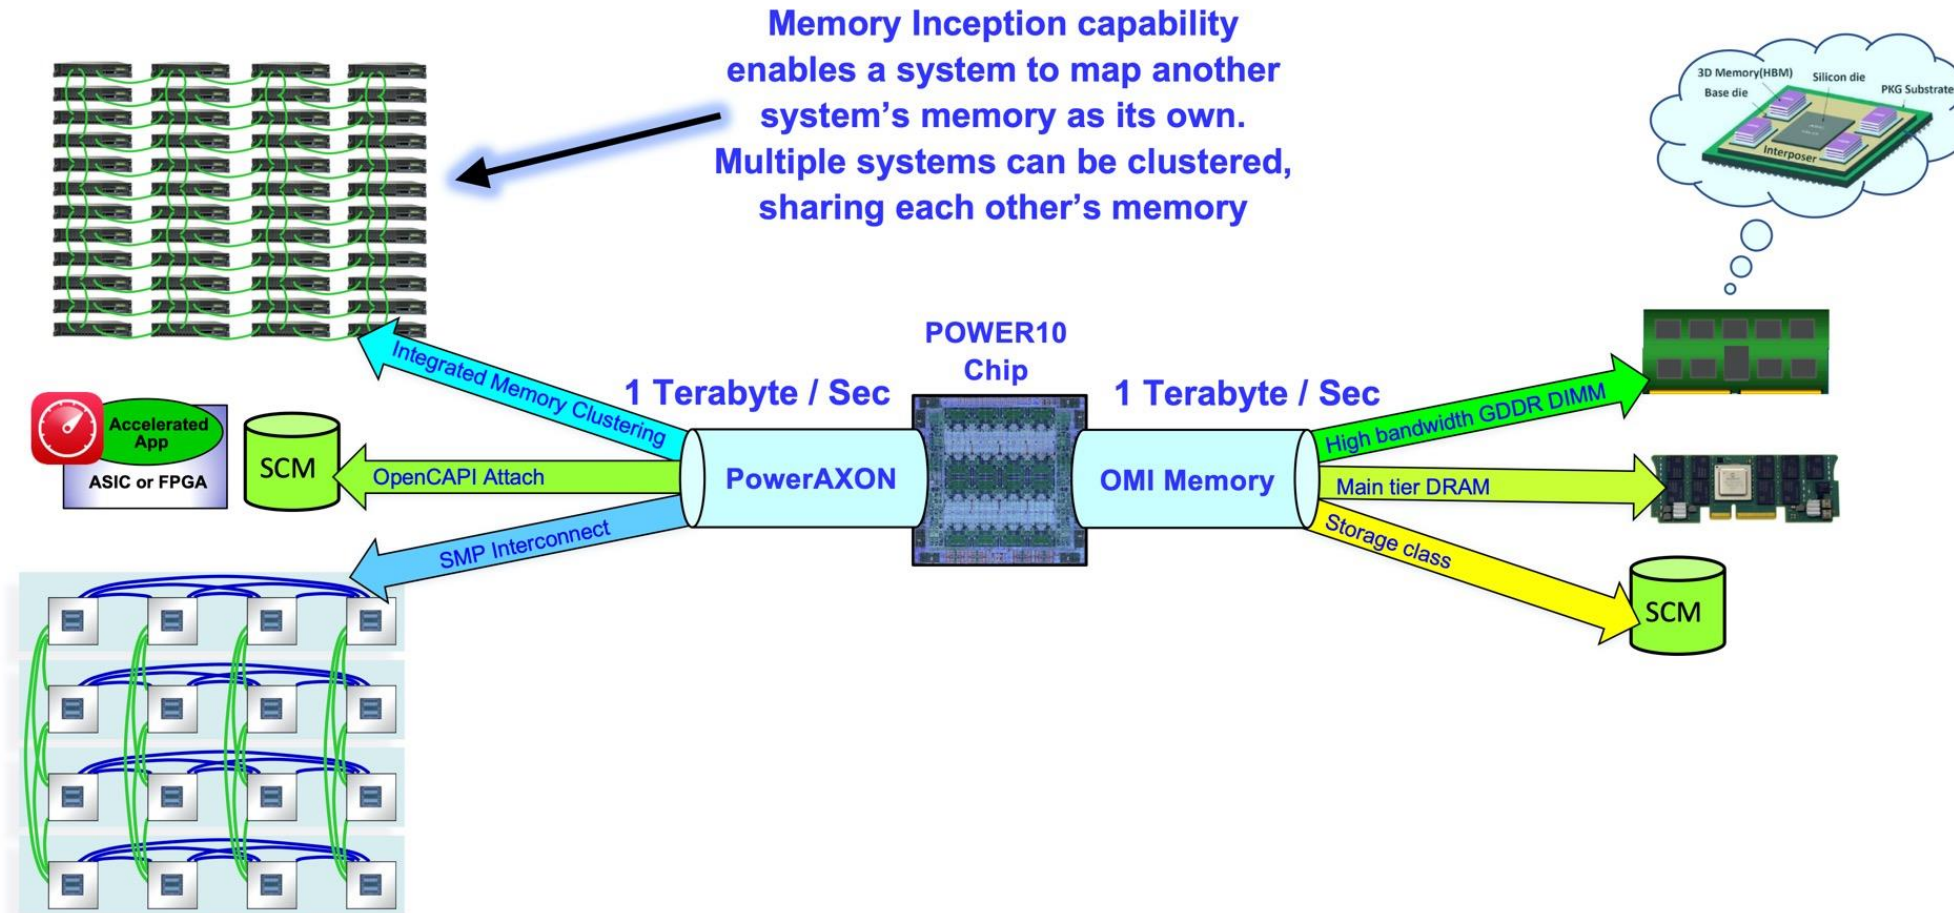 Memory Inception capability
enables a system to map another
system's memory as its own.
Multiple systems can be clustered,
sharing each other's memory
3D Memory(HBM)
Silicon die
Base die
PKG Substrate
Interposer
POWER10
Chip
1 Terabyte / Sec
1 Terabyte / Sec
Integrated Memory Clustering
High bandwidth GDDR DIMM
Accelerated
App
ASIC or FPGA
SCM
OpenCAPI Attach
PowerAXON
OMI Memory
Main tier DRAM
SMP Interconnect
Storage class
SCM